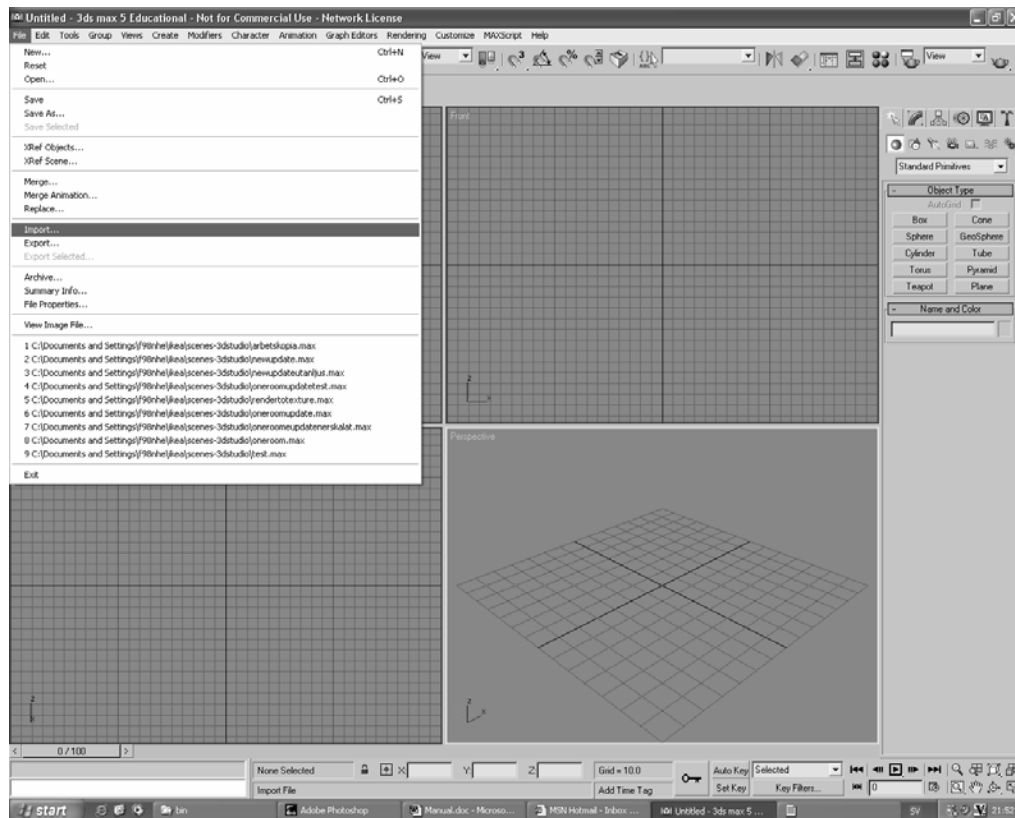 Untitled - 3ds max 5 Educational - Not for Commercial Use - Network License
File Edit Tools Group Views Create Modifiers Character Animation Graph Editors Rendering Customize MAXScript Help
New... Ctrl+N
Reset
Open... Ctrl+O
Save Ctrl+S
Save As...
Save Selected
XRef Objects...
XRef Scene...
Merge...
Merge Animation...
Replace...
Import...
Export...
Export Selected...
Archive...
Summary Info...
File Properties...
View Image File...
1 C:\Documents and Settings\f98nhel\ikea\scenes-3dstudio\arbetskopia.max
2 C:\Documents and Settings\f98nhel\ikea\scenes-3dstudio\newupdate.max
3 C:\Documents and Settings\f98nhel\ikea\scenes-3dstudio\newupdateutanljus.max
4 C:\Documents and Settings\f98nhel\ikea\scenes-3dstudio\oneroomupdatetest.max
5 C:\Documents and Settings\f98nhel\ikea\scenes-3dstudio\rendertotexture.max
6 C:\Documents and Settings\f98nhel\ikea\scenes-3dstudio\oneroomupdate.max
7 C:\Documents and Settings\f98nhel\ikea\scenes-3dstudio\oneroomeupdatenerskalat.max
8 C:\Documents and Settings\f98nhel\ikea\scenes-3dstudio\oneroom.max
9 C:\Documents and Settings\f98nhel\ikea\scenes-3dstudio\test.max
Exit
View
View
Front
Perspective
Standard Primitives
Object Type
AutoGrid
Box Cone
Sphere GeoSphere
Cylinder Tube
Torus Pyramid
Teapot Plane
Name and Color
z
x
z
z
x
0 / 100
None Selected X: Y: Z: Grid = 10.0 Auto Key Selected
Import File Add Time Tag Set Key Key Filters... 0
start bin Adobe Photoshop Manual.doc - Microso... MSN Hotmail - Inbox ... Untitled - 3ds max 5 ... SV 21:52